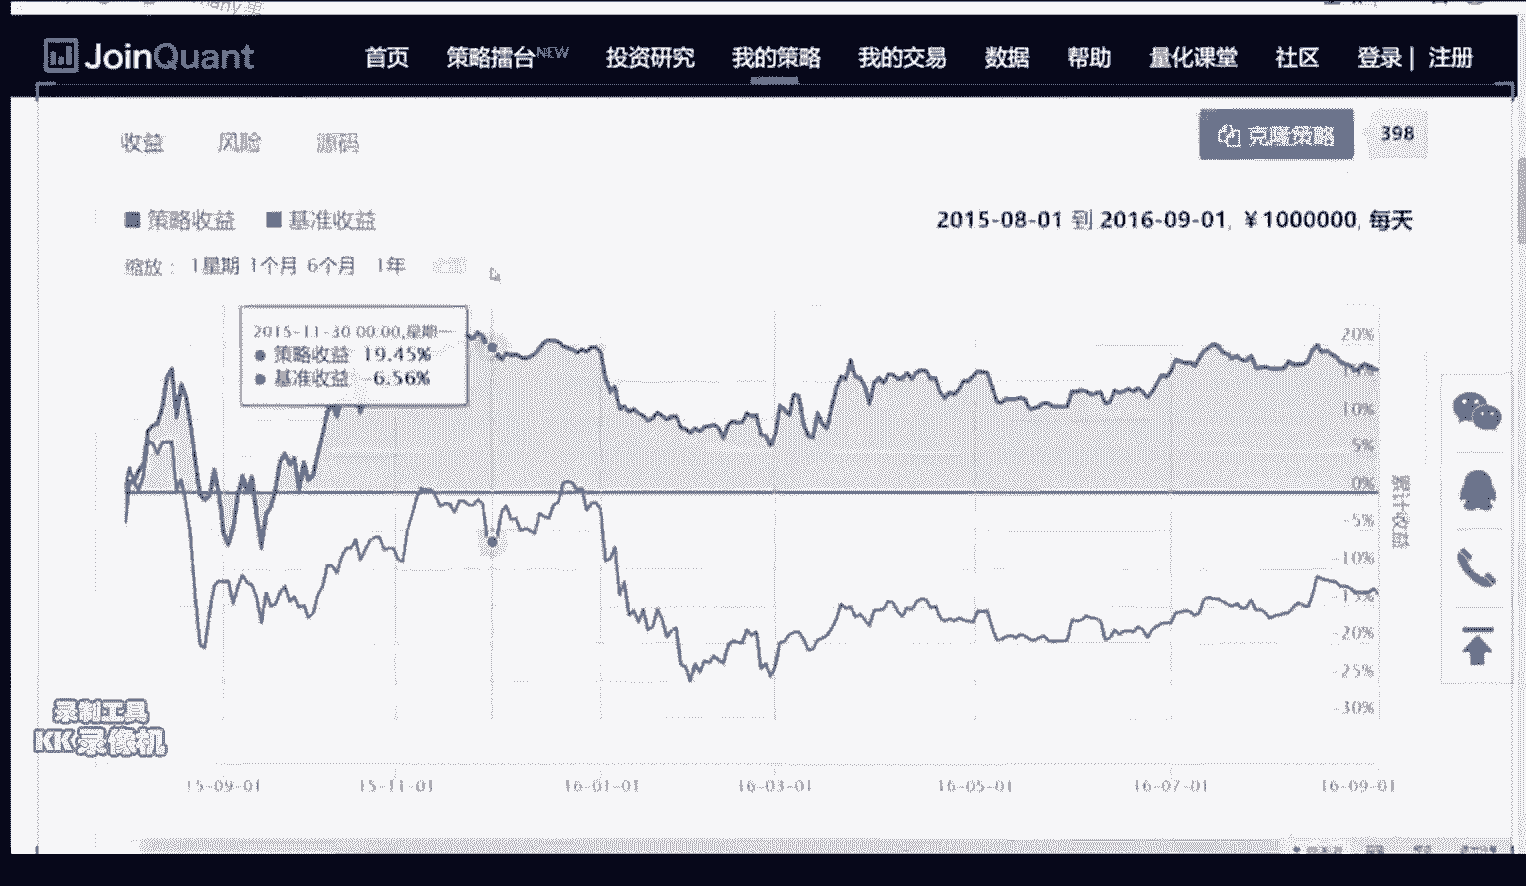 JoinQuant 首页 策略擂台NEW 投资研究 我的策略 我的交易 数据 帮助 量化课堂 社区 登录 | 注册
收益 风险 源码 克隆策略 398
策略收益 基准收益 2015-08-01 到 2016-09-01, ￥1000000, 每天
缩放： 1星期 1个月 6个月 1年
2015-11-30 00:00,星期一
策略收益 19.45%
基准收益 -6.56%
20%
10%
5%
0%
-5%
-10%
-15%
-20%
-25%
-30%
累计收益
录制工具
KK录像机
15-09-01 15-11-01 16-01-01 16-03-01 16-05-01 16-07-01 16-09-01